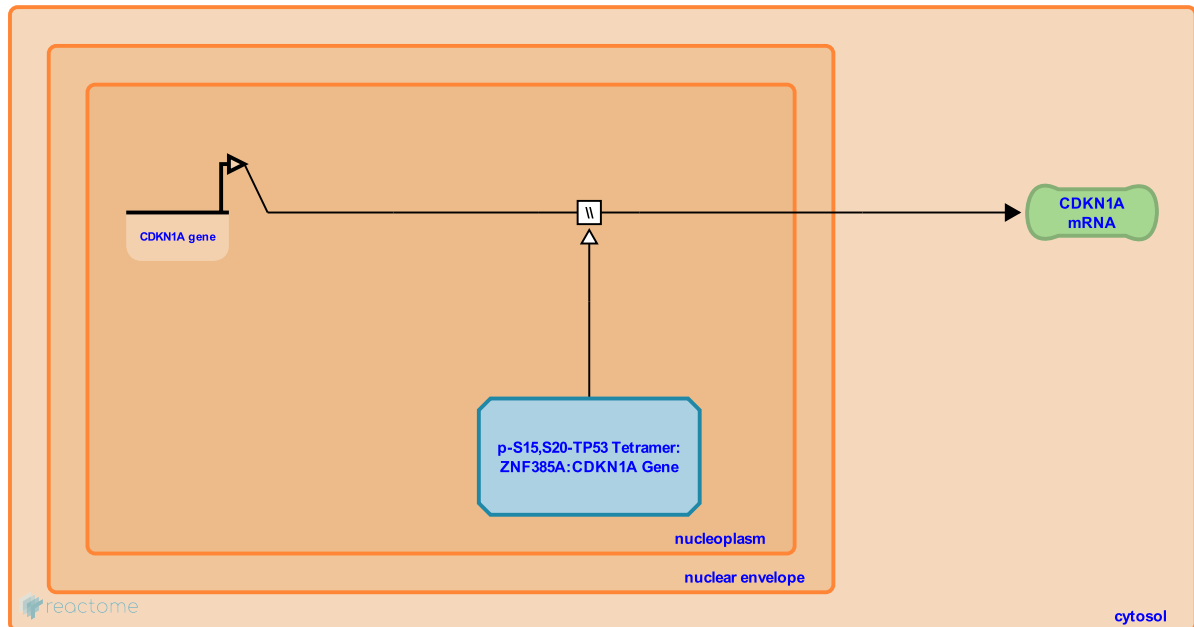 CDKN1A gene
\\
CDKN1A
mRNA
p-S15,S20-TP53 Tetramer:
ZNF385A:CDKN1A Gene
nucleoplasm
nuclear envelope
reactome
cytosol